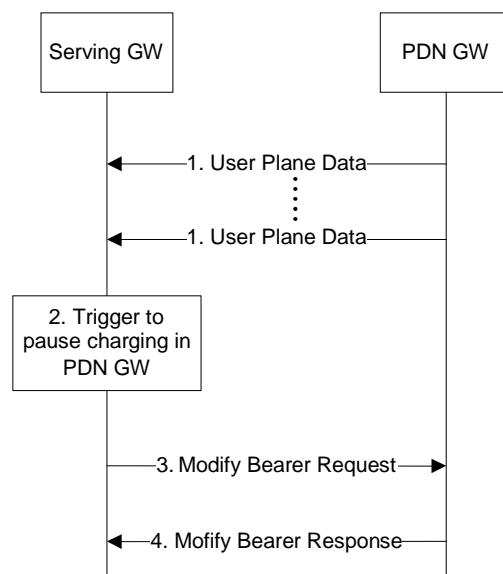 Serving GW
PDN GW
1. User Plane Data
1. User Plane Data
2. Trigger to
pause charging in
PDN GW
3. Modify Bearer Request
4. Mofify Bearer Response